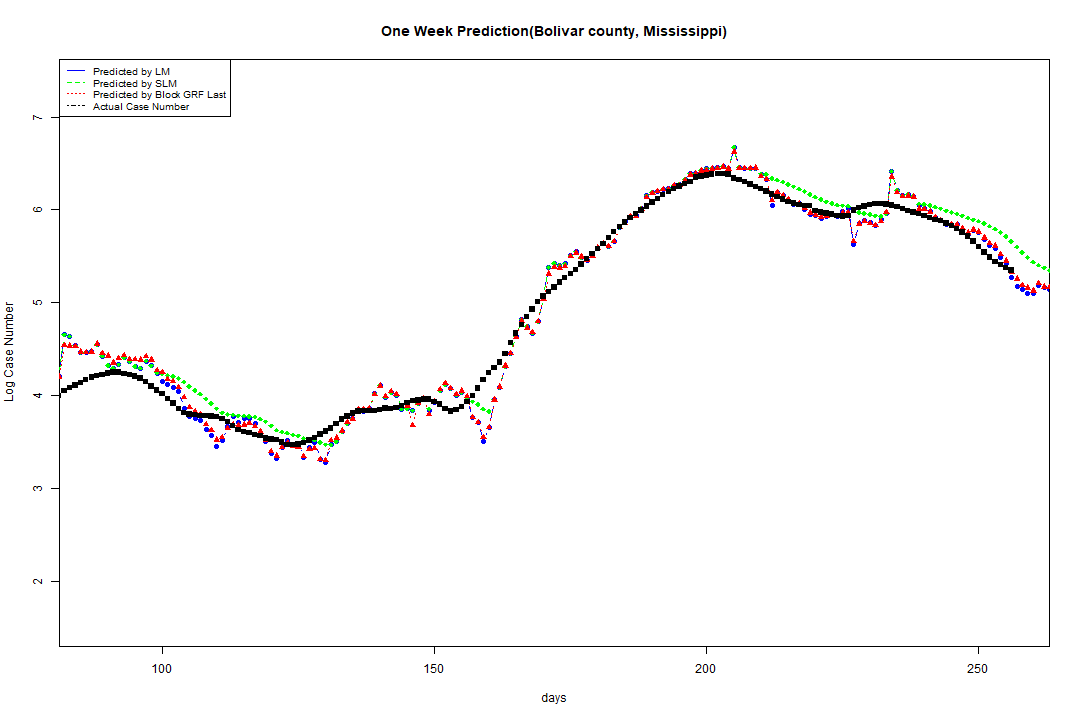 One Week Prediction(Bolivar county, Mississippi)
Predicted by LM
Predicted by SLM
Predicted by Block GRF Last
Actual Case Number
7
6
5
4
3
2
Log Case Number
100 150 200 250
days